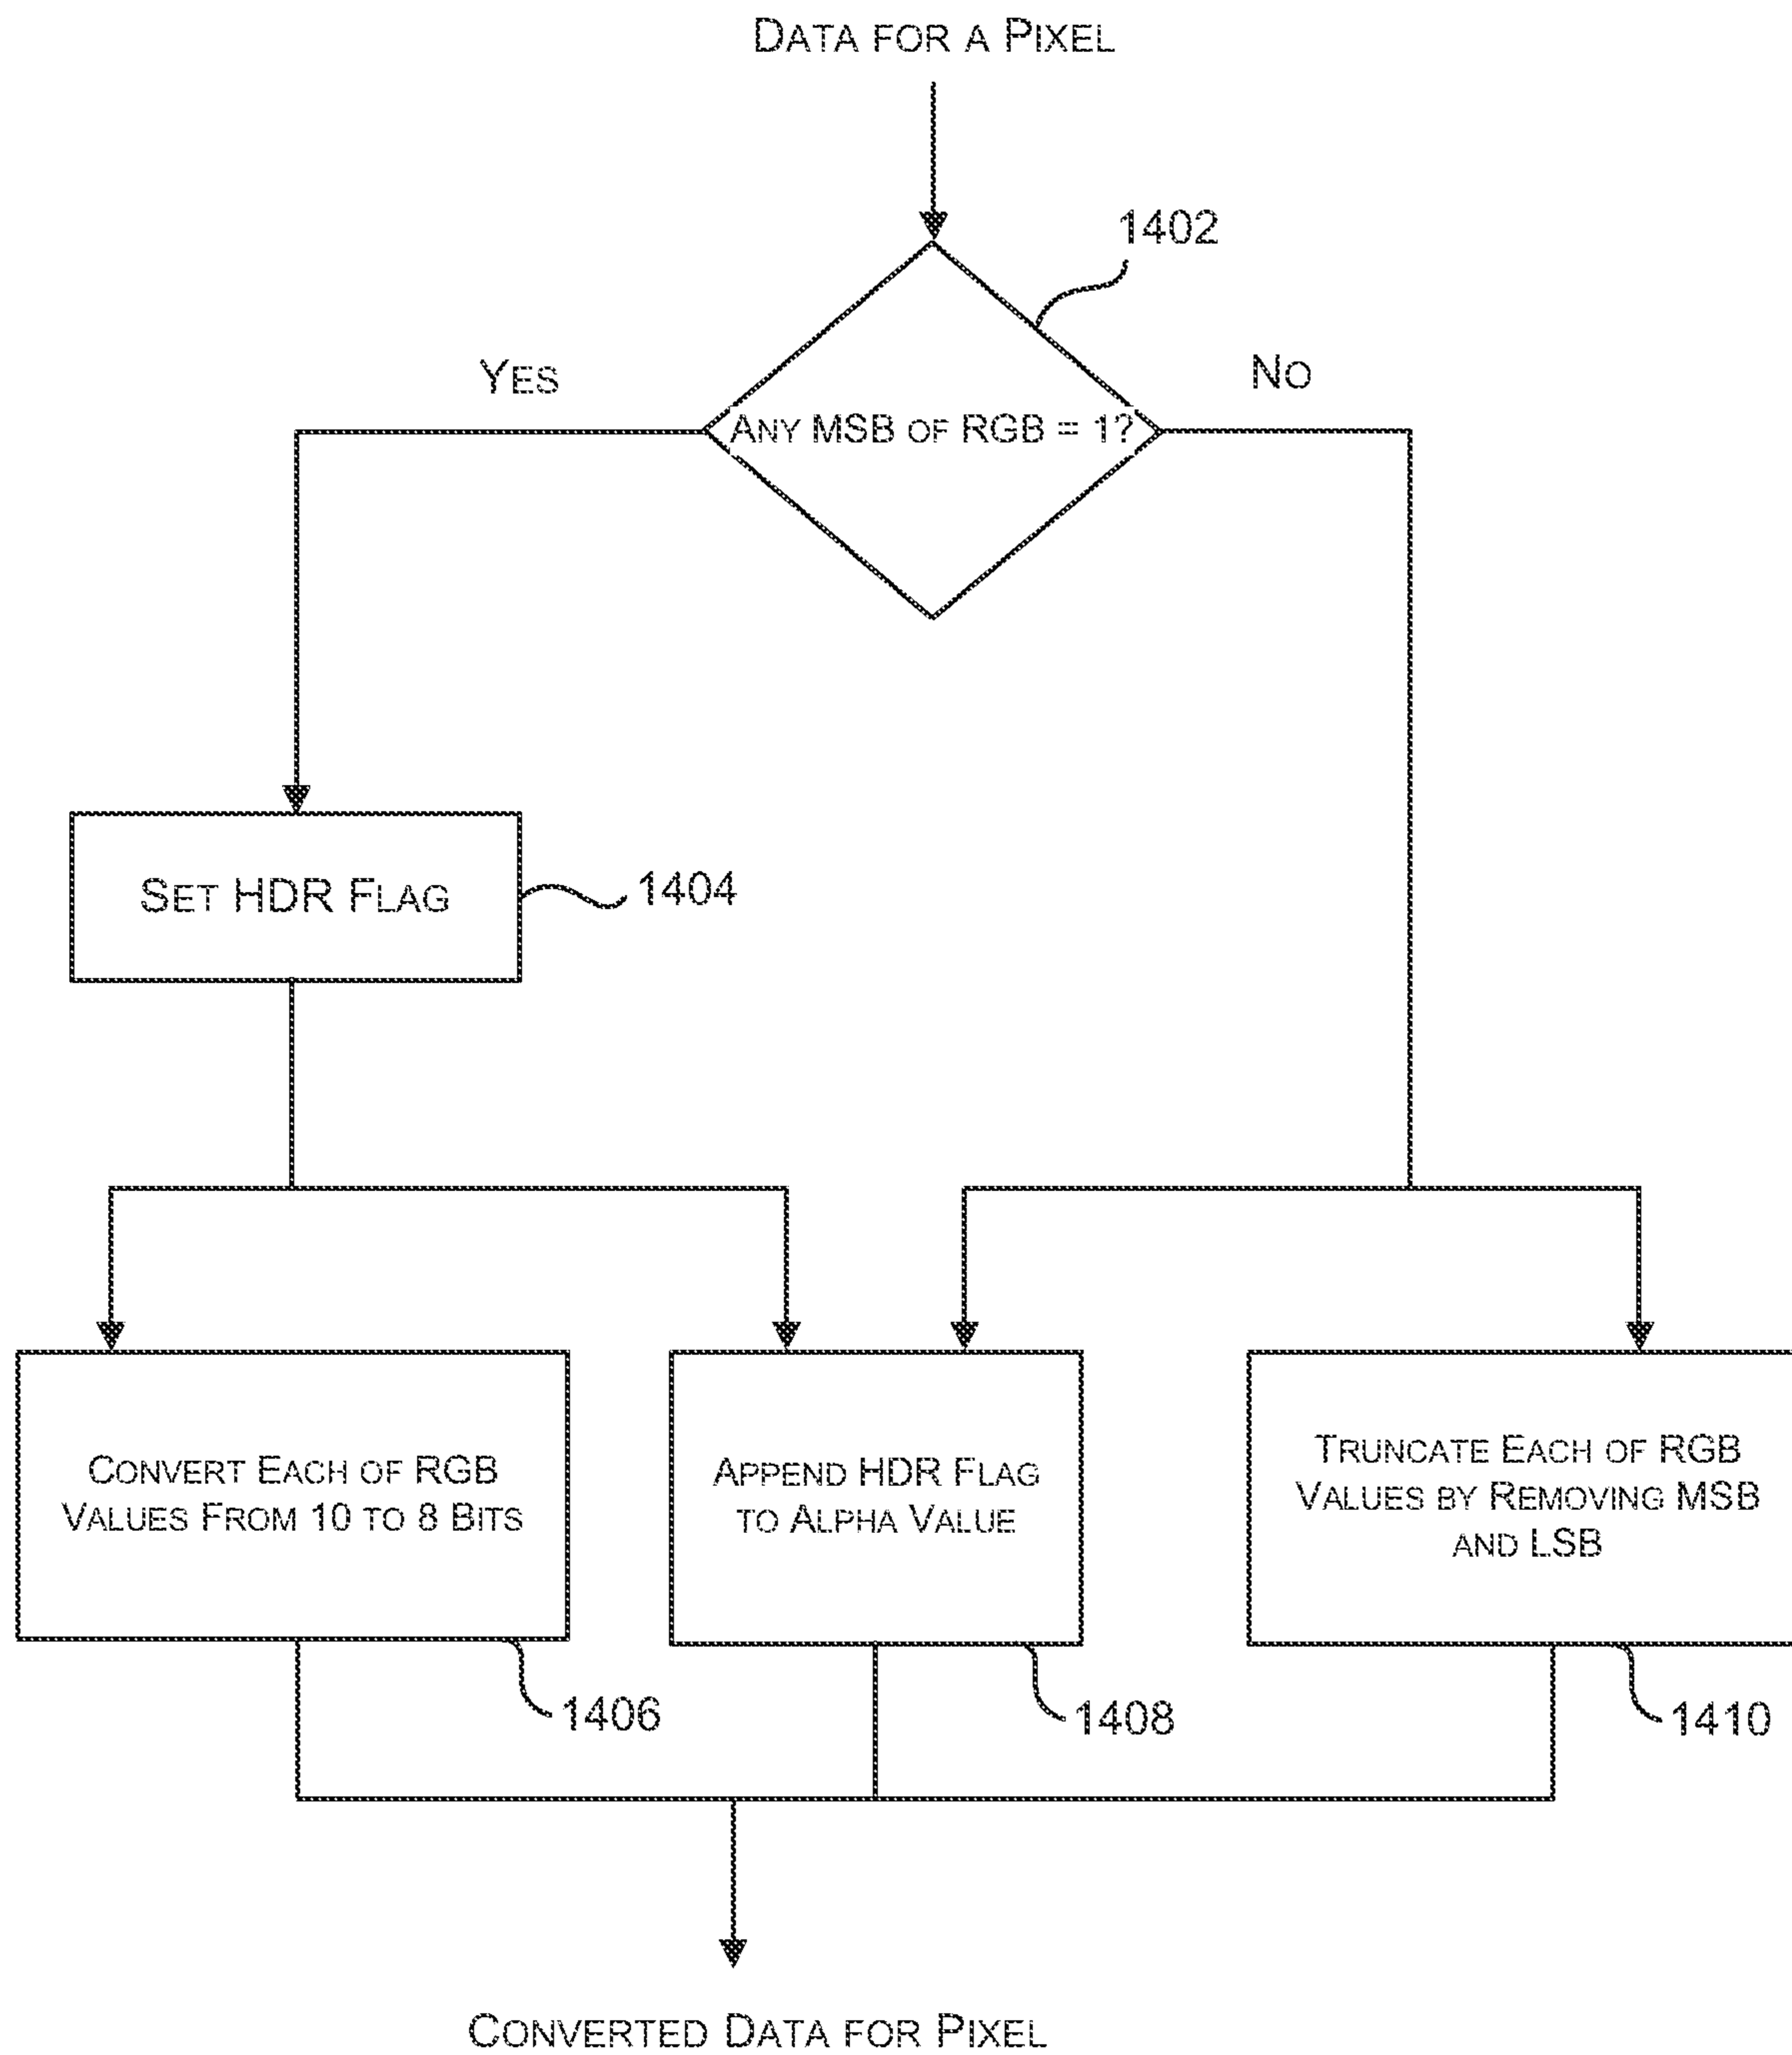 DATA FOR A PIXEL
1402
YES
NO
ANY MSB OF RGB = 1?
SET HDR FLAG
1404
CONVERT EACH OF RGB
VALUES FROM 10 TO 8 BITS
APPEND HDR FLAG
TO ALPHA VALUE
TRUNCATE EACH OF RGB
VALUES BY REMOVING MSB
AND LSB
1406
1408
1410
CONVERTED DATA FOR PIXEL